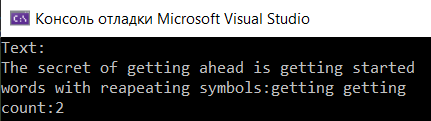 Консоль отладки Microsoft Visual Studio
Text:
The secret of getting ahead is getting started
words with reapeating symbols:getting getting
count:2